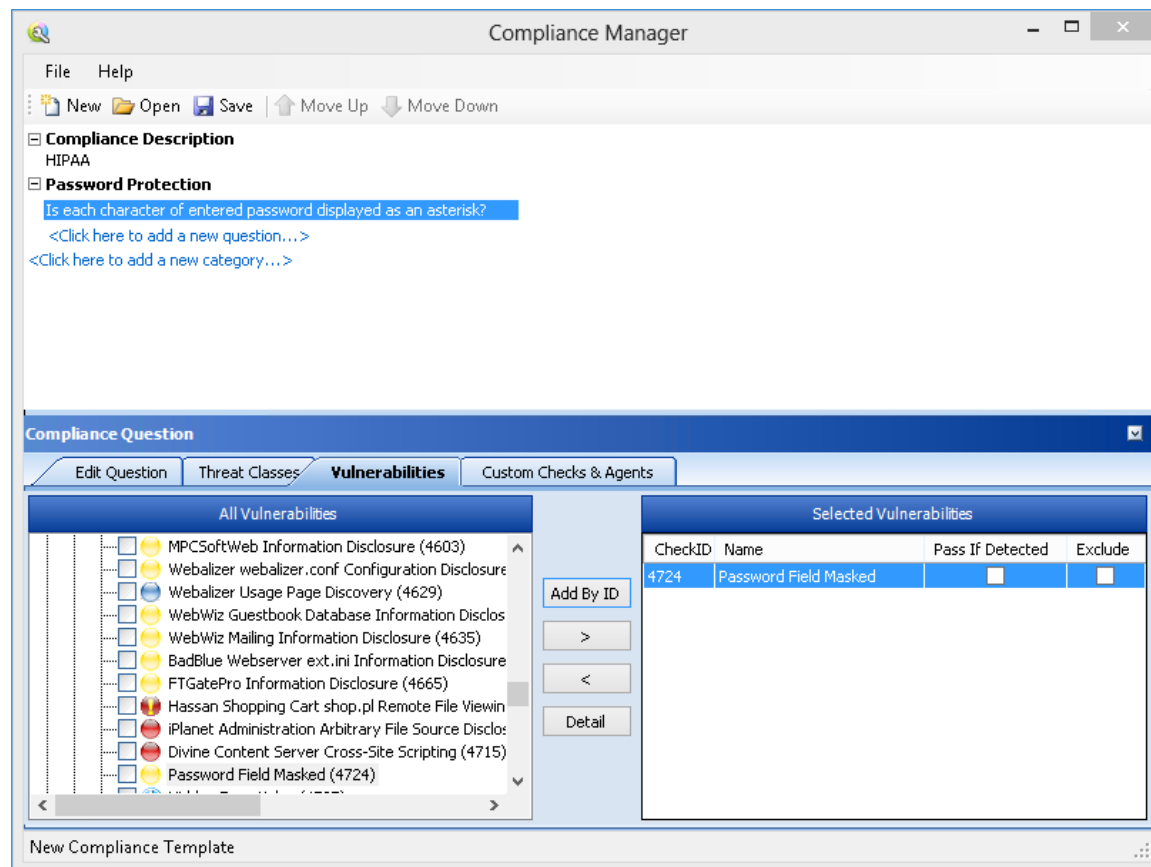 Compliance Manager
File Help
New Open Save Move Up Move Down
Compliance Description
HIPAA
Password Protection
Is each character of entered password displayed as an asterisk?
<Click here to add a new question...>
<Click here to add a new category...>
Compliance Question
Edit Question Threat Classes Vulnerabilities Custom Checks & Agents
All Vulnerabilities
MPCSoftWeb Information Disclosure (4603)
Webalizer webalizer.conf Configuration Disclosure
Webalizer Usage Page Discovery (4629)
WebWiz Guestbook Database Information Disclos
WebWiz Mailing Information Disclosure (4635)
BadBlue Webserver ext.ini Information Disclosure
FTGatePro Information Disclosure (4665)
Hassan Shopping Cart shop.pl Remote File Viewin
iPlanet Administration Arbitrary File Source Disclos
Divine Content Server Cross-Site Scripting (4715)
Password Field Masked (4724)
Add By ID
>
<
Detail
Selected Vulnerabilities
CheckID Name Pass If Detected Exclude
4724 Password Field Masked
New Compliance Template